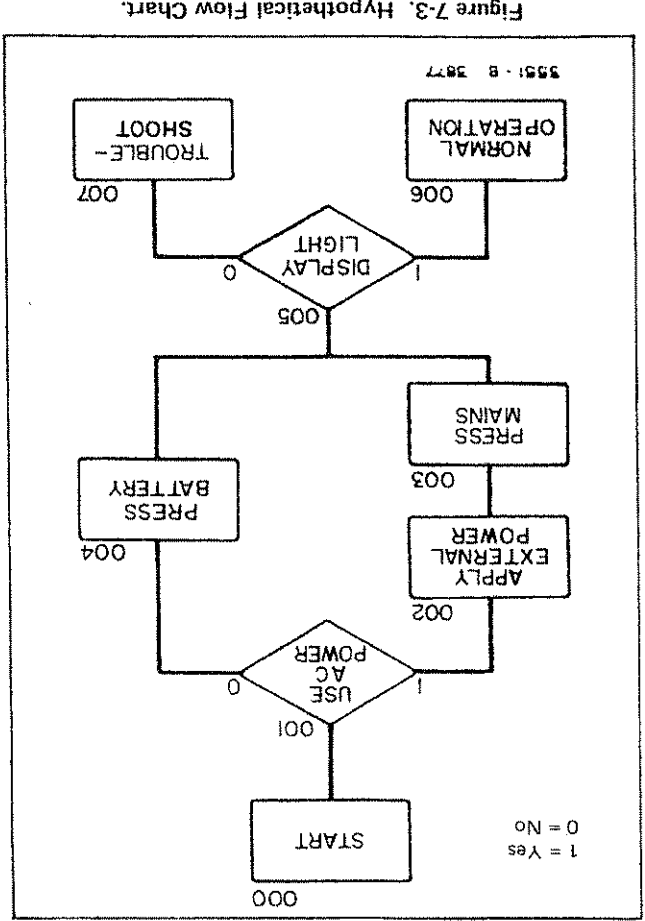 1 = Yes
0 = No
000
START
001
USE
AC
POWER
1
0
002
APPLY
EXTERNAL
POWER
003
PRESS
MAINS
004
PRESS
BATTERY
005
DISPLAY
LIGHT
1
0
006
NORMAL
OPERATION
007
TROUBLE-
SHOOT
3551 - B 3877
Figure 7-3. Hypothetical Flow Chart.